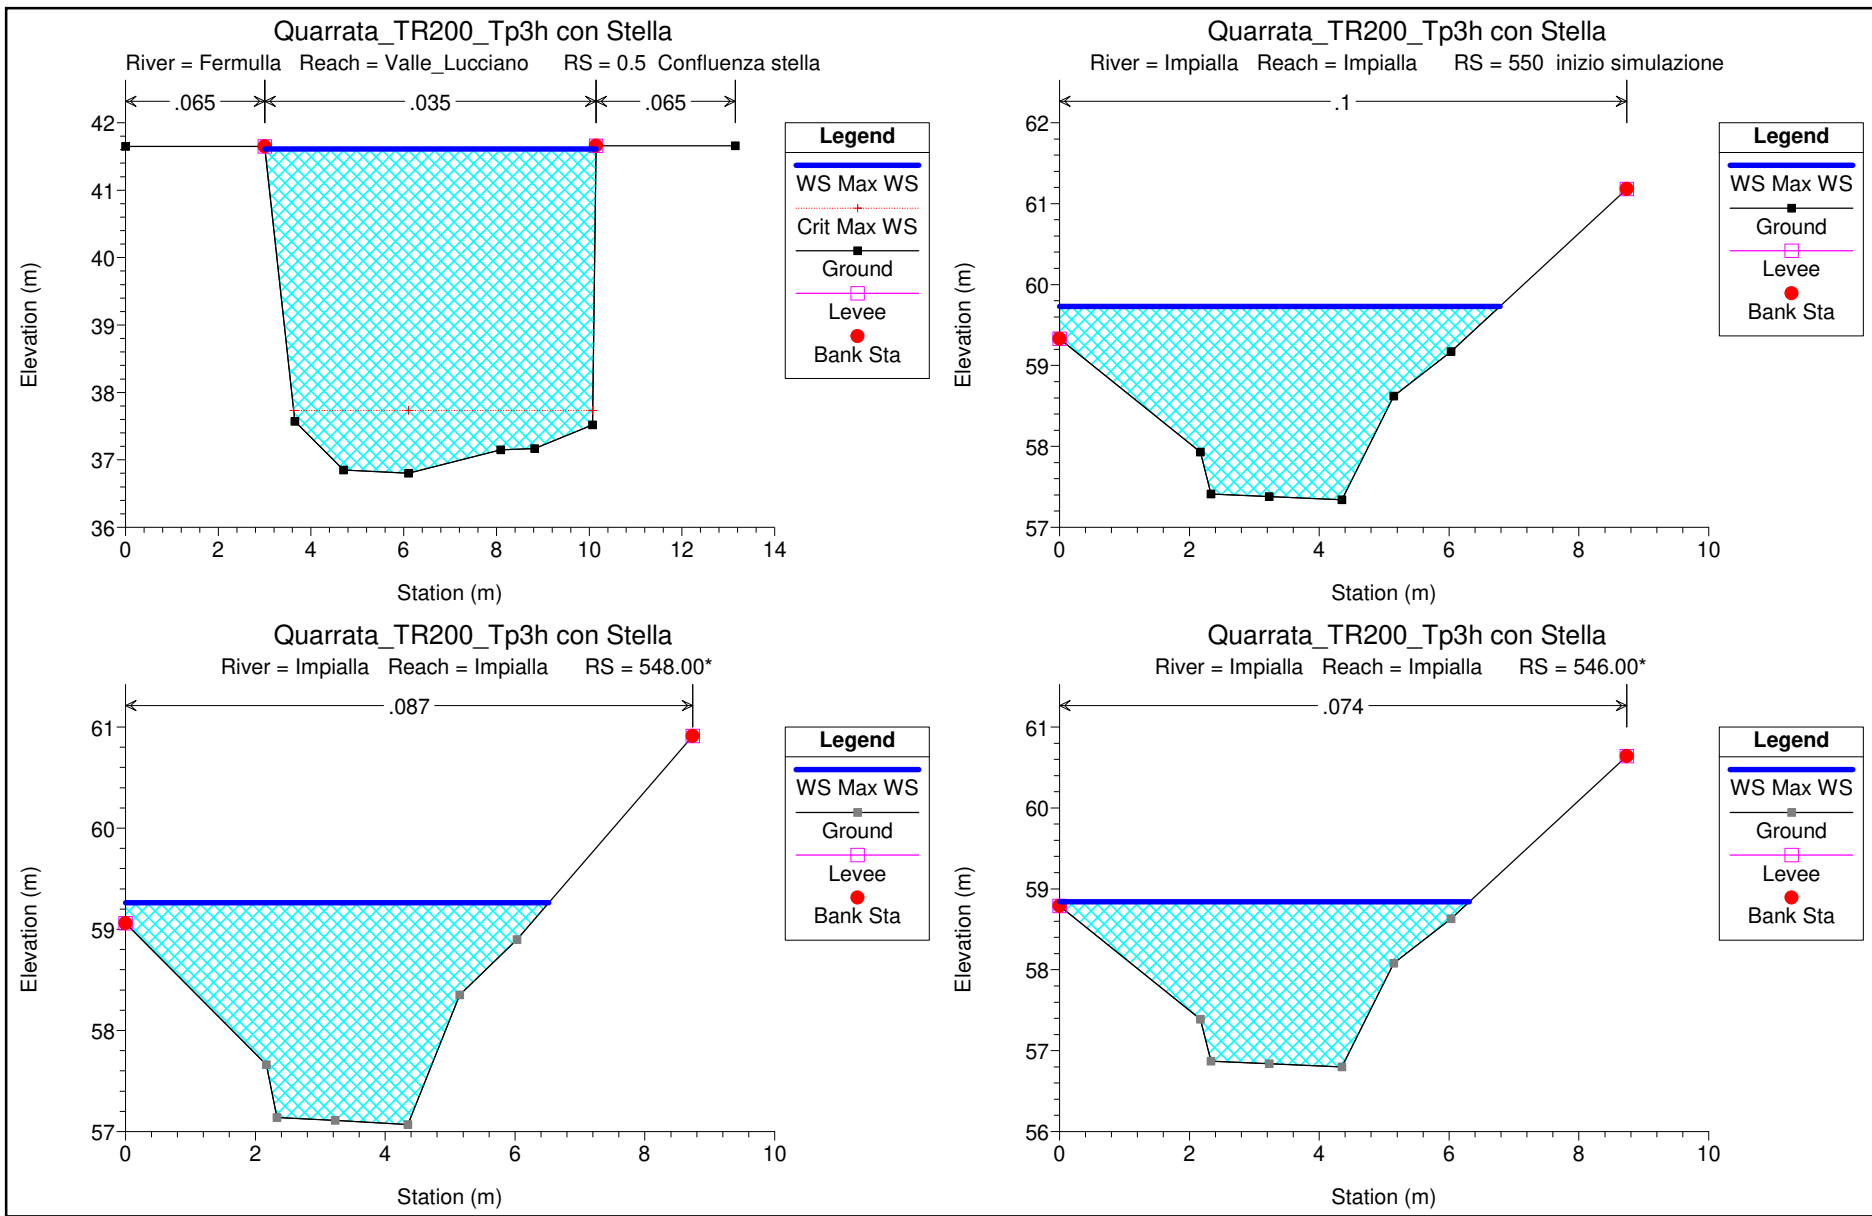 Quarrata_TR200_Tp3h con Stella
River = Fermulla Reach = Valle_Lucciano RS = 0.5 Confluenza stella
.065
.035
.065
42
41
40
39
38
37
36
Elevation (m)
0
2
4
6
8
10
12
14
Station (m)
Legend
WS Max WS
Crit Max WS
Ground
Levee
Bank Sta
Quarrata_TR200_Tp3h con Stella
River = Impialla Reach = Impialla RS = 550 inizio simulazione
.1
62
61
60
59
58
57
Elevation (m)
0
2
4
6
8
10
Station (m)
Legend
WS Max WS
Ground
Levee
Bank Sta
Quarrata_TR200_Tp3h con Stella
River = Impialla Reach = Impialla RS = 548.00*
.087
61
60
59
58
57
Elevation (m)
0
2
4
6
8
10
Station (m)
Legend
WS Max WS
Ground
Levee
Bank Sta
Quarrata_TR200_Tp3h con Stella
River = Impialla Reach = Impialla RS = 546.00*
.074
61
60
59
58
57
56
Elevation (m)
0
2
4
6
8
10
Station (m)
Legend
WS Max WS
Ground
Levee
Bank Sta